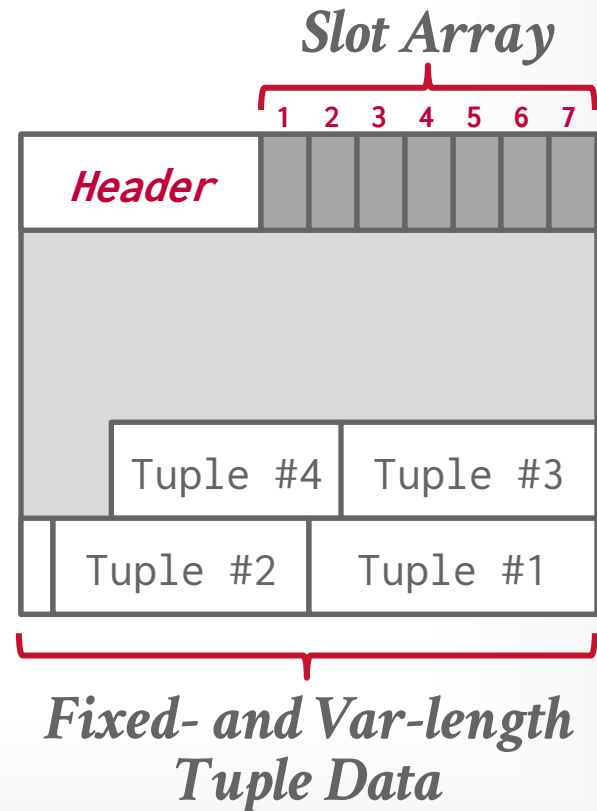 Slot Array
1 2 3 4 5 6 7
Header
Tuple #4 Tuple #3
Tuple #2 Tuple #1
Fixed- and Var-length
Tuple Data